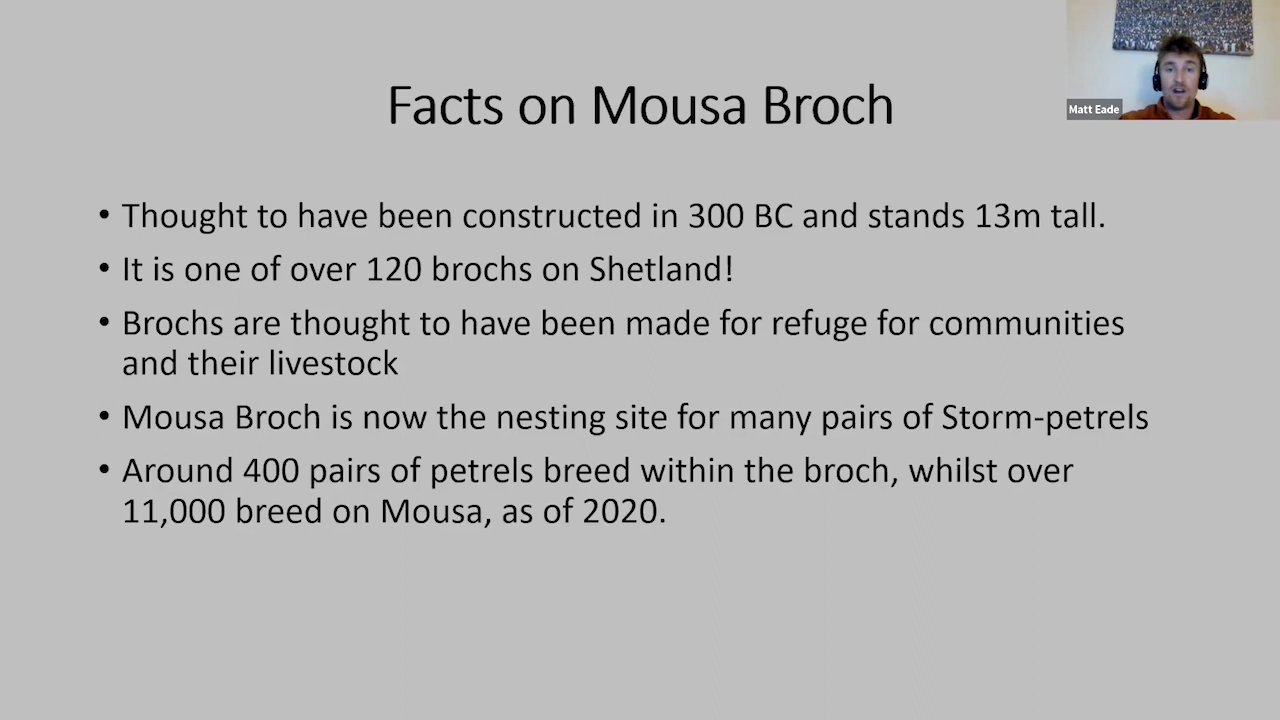 Facts on Mousa Broch
Matt Eade
• Thought to have been constructed in 300 BC and stands 13m tall.
• It is one of over 120 brochs on Shetland!
• Brochs are thought to have been made for refuge for communities
and their livestock
• Mousa Broch is now the nesting site for many pairs of Storm-petrels
• Around 400 pairs of petrels breed within the broch, whilst over
11,000 breed on Mousa, as of 2020.